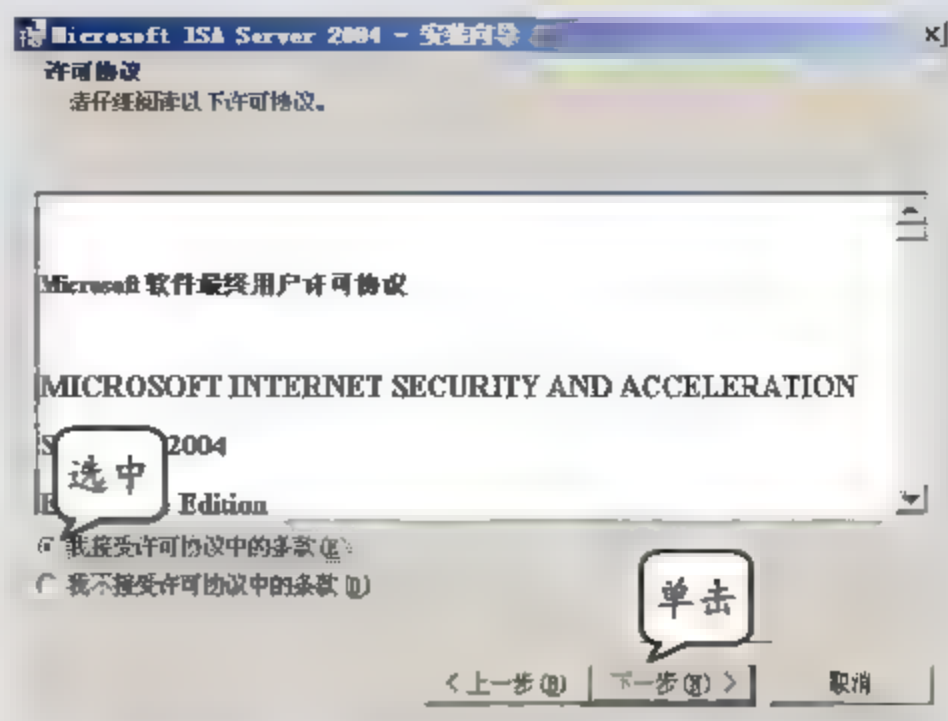 Microsoft ISA Server 2004 - 安装向导
许可协议
请仔细阅读以下许可协议。
Microsoft 软件最终用户许可协议
MICROSOFT INTERNET SECURITY AND ACCELERATION
2004
选中
Edition
我接受许可协议中的条款
我不接受许可协议中的条款(D)
单击
<上一步(B)
下一步(N) >
取消